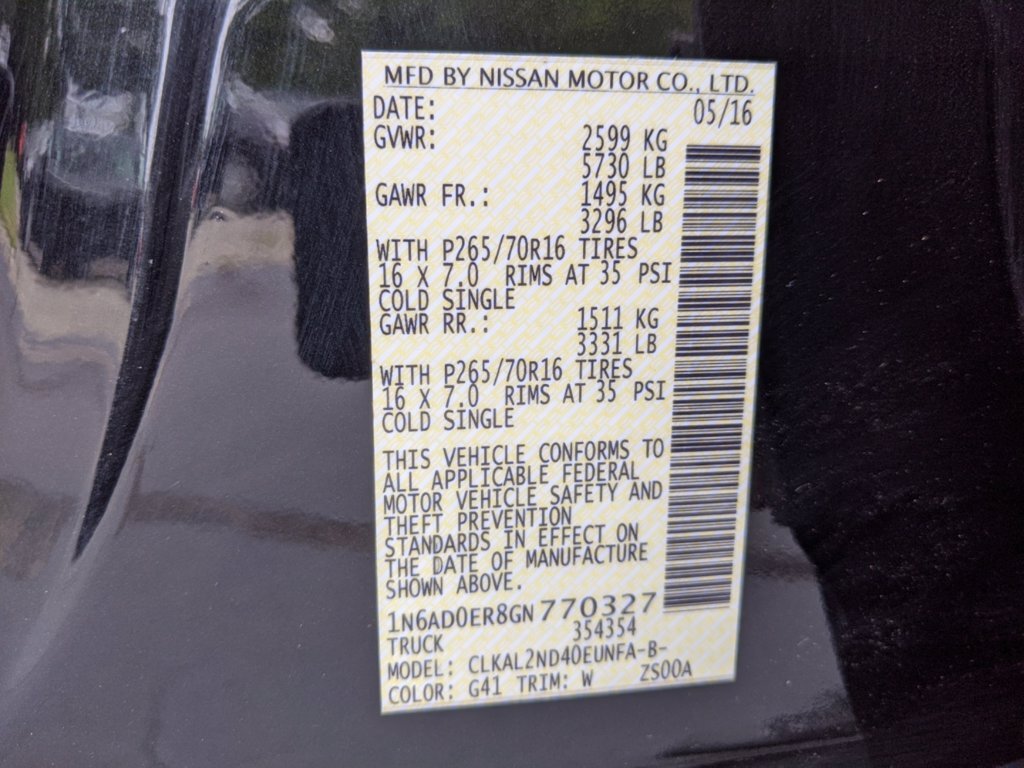 MFD BY NISSAN MOTOR CO., LTD.
DATE: 05/16
GVWR: 2599 KG
5730 LB
GAWR FR.: 1495 KG
3296 LB
WITH P265/70R16 TIRES
16 X 7.0 RIMS AT 35 PSI
COLD SINGLE
GAWR RR.: 1511 KG
3331 LB
WITH P265/70R16 TIRES
16 X 7.0 RIMS AT 35 PSI
COLD SINGLE
THIS VEHICLE CONFORMS TO
ALL APPLICABLE FEDERAL
MOTOR VEHICLE SAFETY AND
THEFT PREVENTION
STANDARDS IN EFFECT ON
THE DATE OF MANUFACTURE
SHOWN ABOVE.
1N6AD0ER8GN 770327
TRUCK 354354
MODEL: CLKAL2ND40EUNFA-B-
COLOR: G41 TRIM: W ZS00A